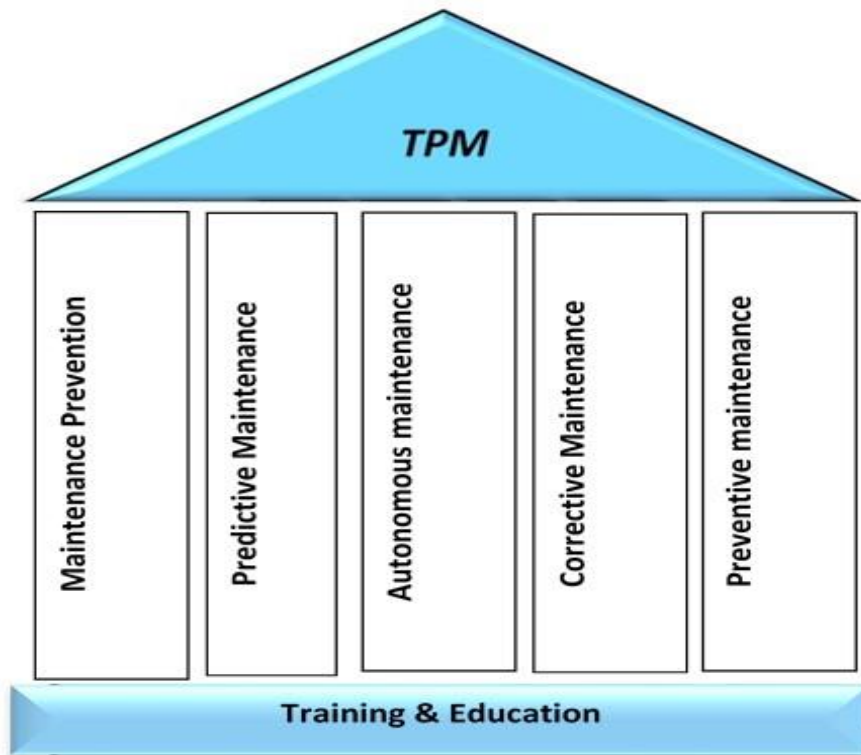 TPM
Maintenance Prevention
Predictive Maintenance
Autonomous maintenance
Corrective Maintenance
Preventive maintenance
Training & Education